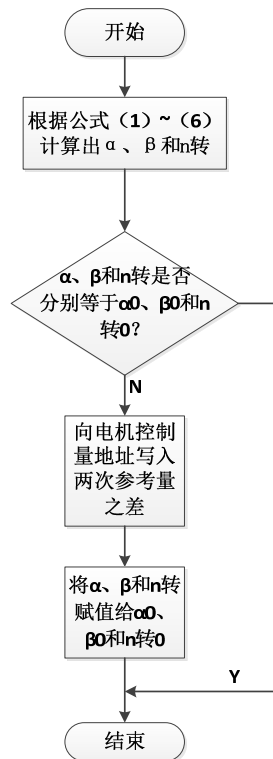 开始
根据公式（1）~（6）
计算出α、β和n转
α、β和n转是否
分别等于α0、β0和n
转0？
N
向电机控制
量地址写入
两次参考量
之差
将α、β和n转
赋值给α0、
β0和n转0
Y
结束